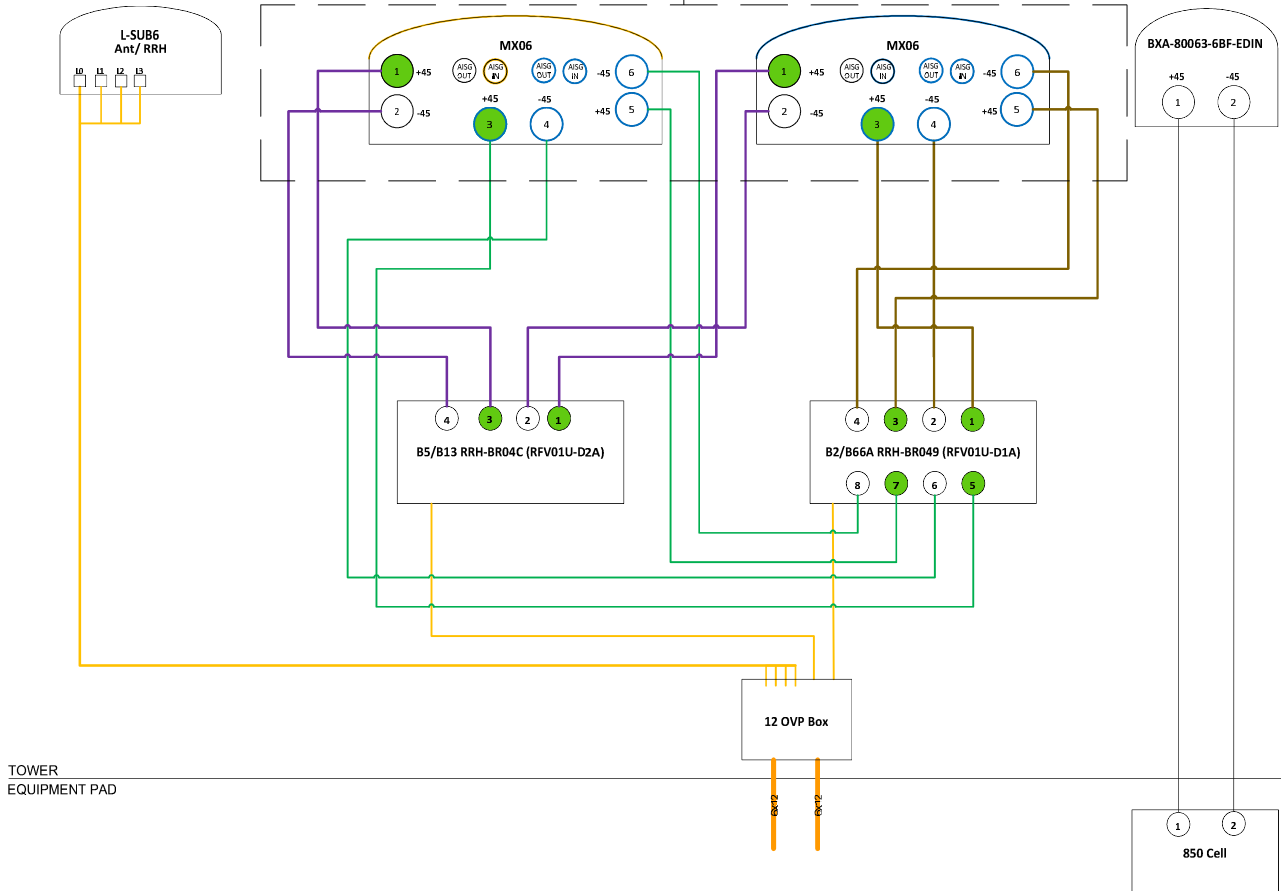 L-SUB6
Ant/ RRH
L0 L1 L2 L3
MX06
1 +45 AISG OUT AISG IN AISG OUT AISG IN -45 6
2 -45 +45 -45 +45 5
3 4
MX06
1 +45 AISG OUT AISG IN AISG OUT AISG IN -45 6
2 -45 +45 -45 +45 5
3 4
BXA-80063-6BF-EDIN
+45 -45
1 2
4 3 2 1
B5/B13 RRH-BR04C (RFV01U-D2A)
4 3 2 1
B2/B66A RRH-BR049 (RFV01U-D1A)
8 7 6 5
12 OVP Box
TOWER
EQUIPMENT PAD
6x12 6x12
1 2
850 Cell